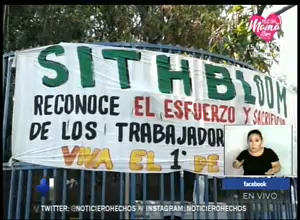 Mamá
SITHBLOOM
RECONOCE EL ESFUERZO Y SACRIFICIO
DE LOS TRABAJADOR
VIVA EL 1° DE
facebook
EN VIVO
TWITTER: @NOTICIEROHECHOS ■ INSTAGRAM: NOTICIEROHECHOS